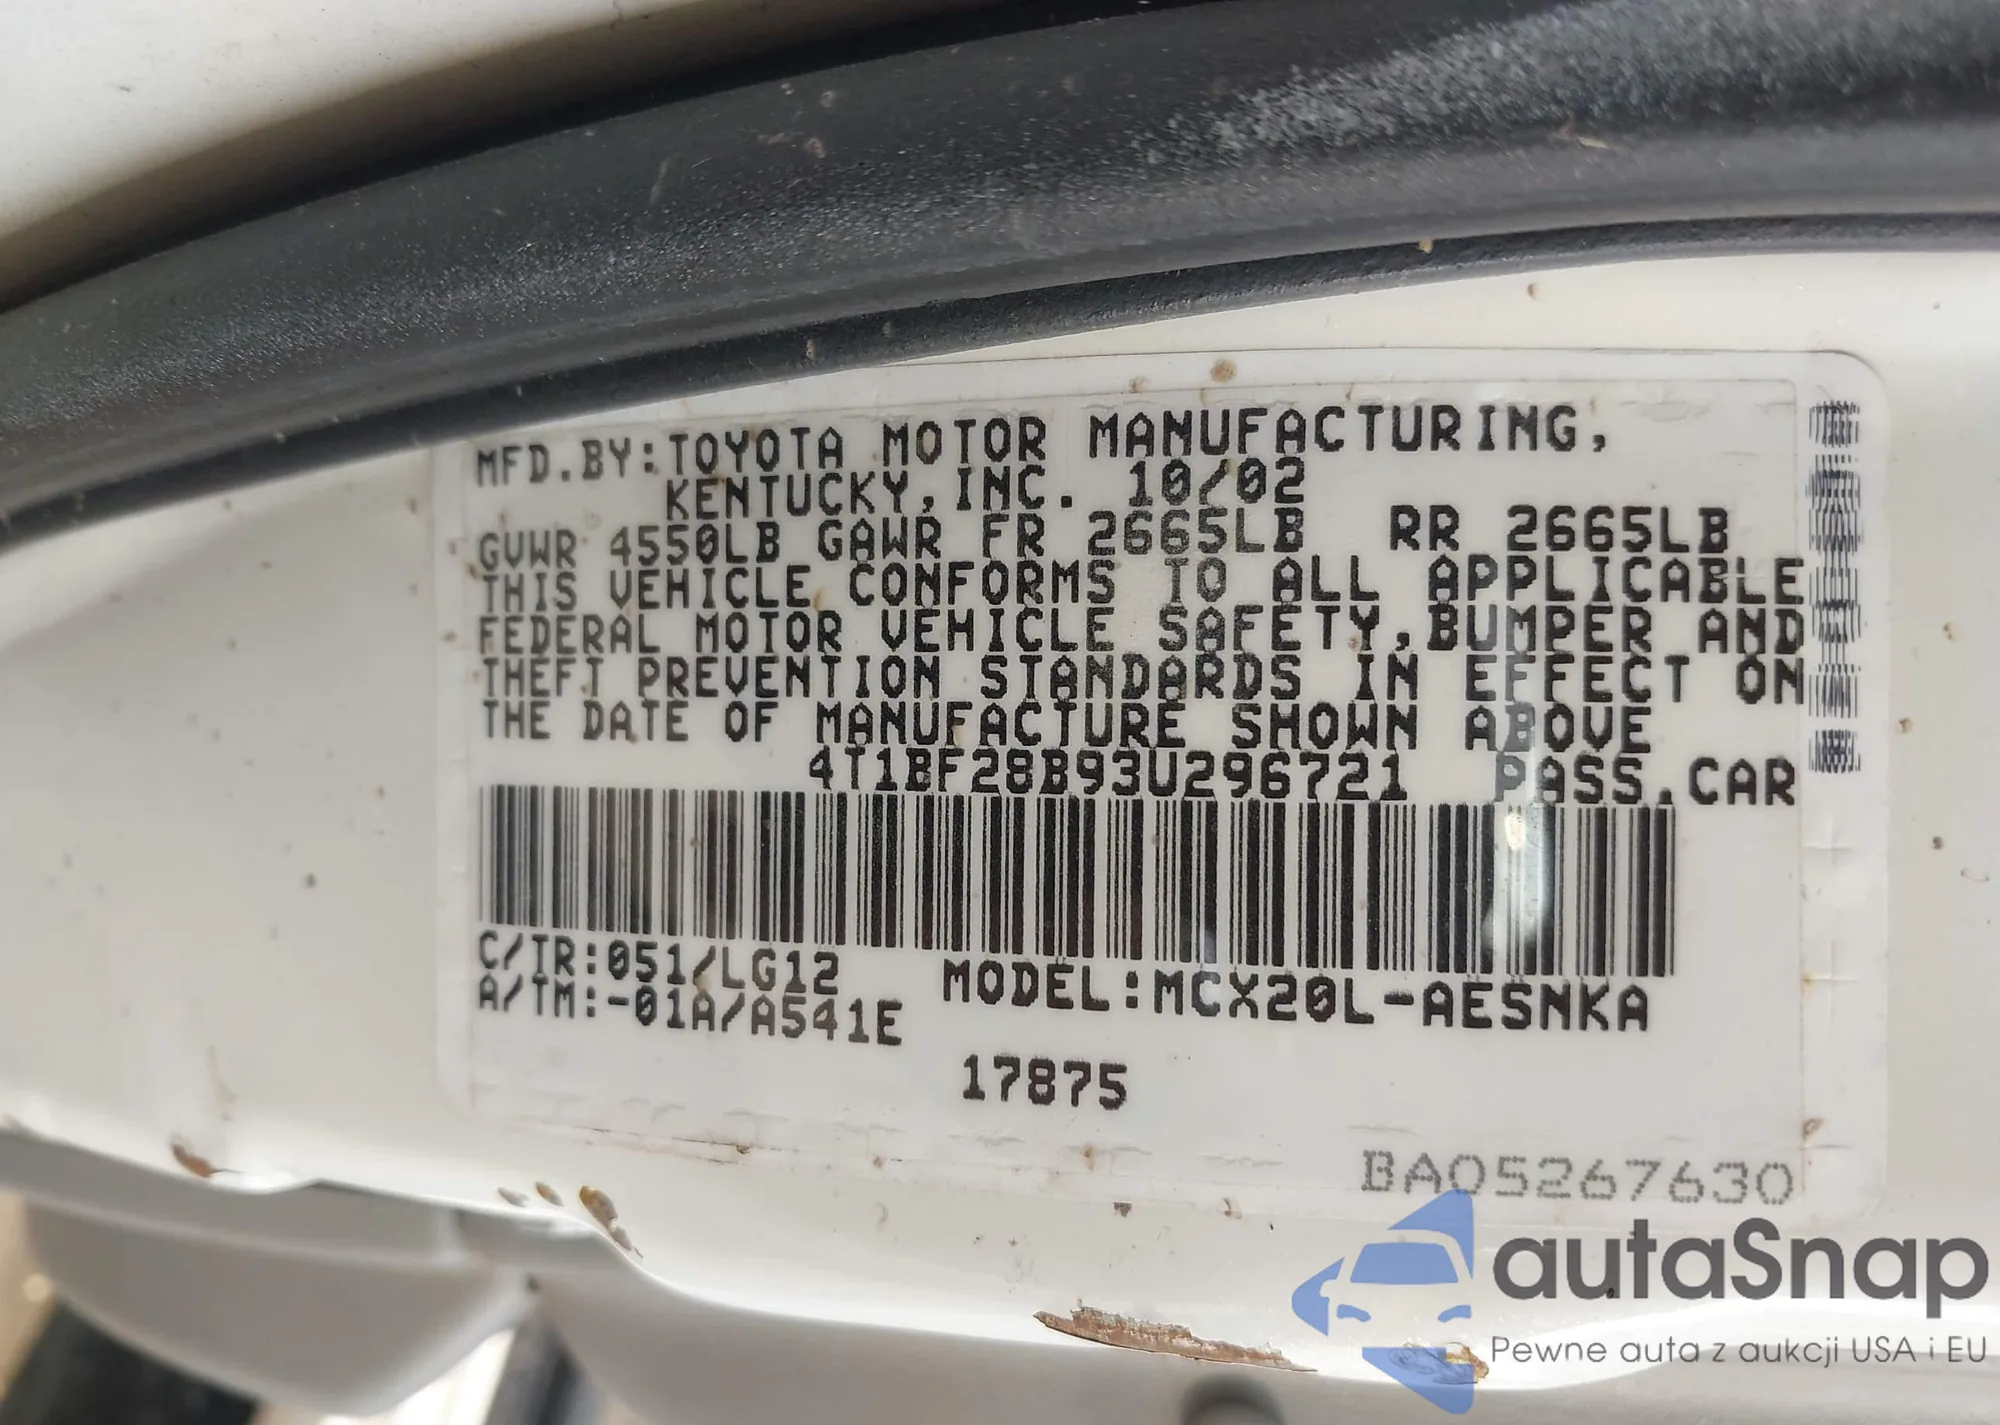 MFD.BY:TOYOTA MOTOR MANUFACTURING,
KENTUCKY,INC. 10/02
GVWR 4550LB GAWR FR 2665LB RR 2665LB
THIS VEHICLE CONFORMS TO ALL APPLICABLE
FEDERAL MOTOR VEHICLE SAFETY,BUMPER AND
THEFT PREVENTION STANDARDS IN EFFECT ON
THE DATE OF MANUFACTURE SHOWN ABOVE
4T1BF28B93U296721 PASS.CAR
C/TR:051/LG12 MODEL:MCX20L-AESNKA
A/TM:-01A/A541E
17875
BA05267630
autaSnap
Pewne auta z aukcji USA i EU